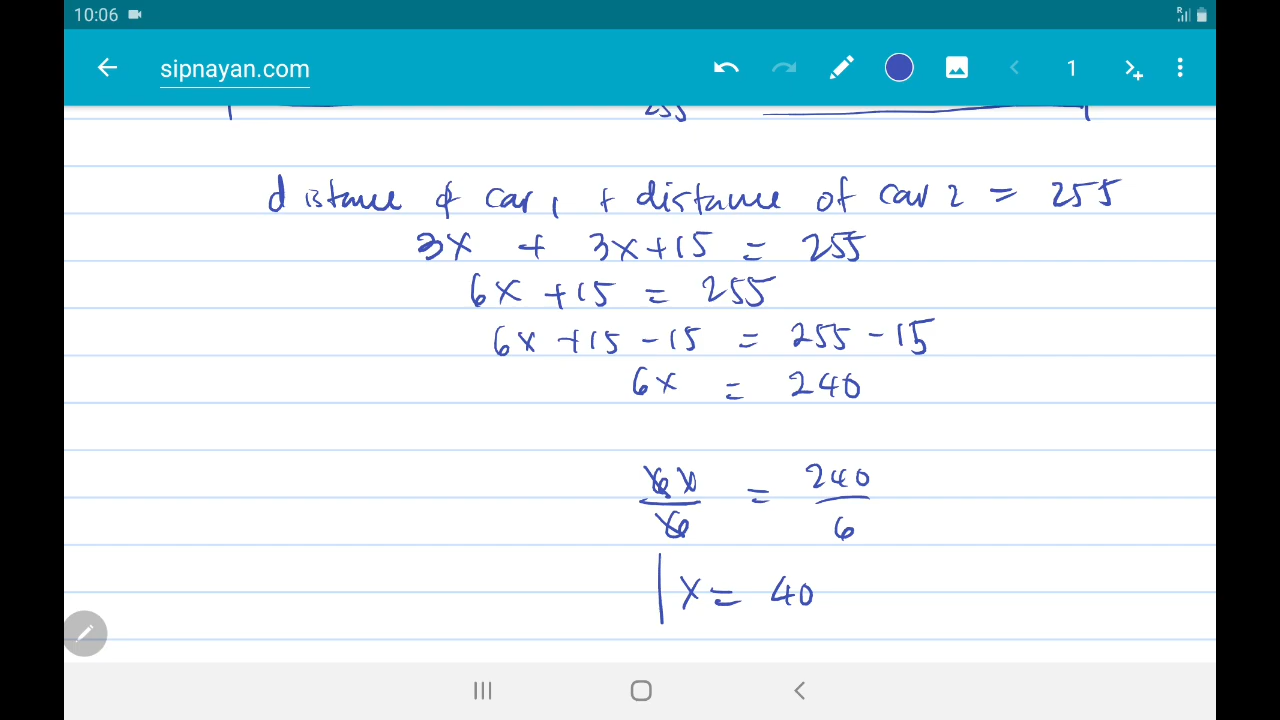 10:06
sipnayan.com
1
255
distance of car 1 + distance of car 2 = 255
3x + 3x+15 = 255
6x +15 = 255
6x +15 -15 = 255 -15
6x = 240
6x/6 = 240/6
x = 40